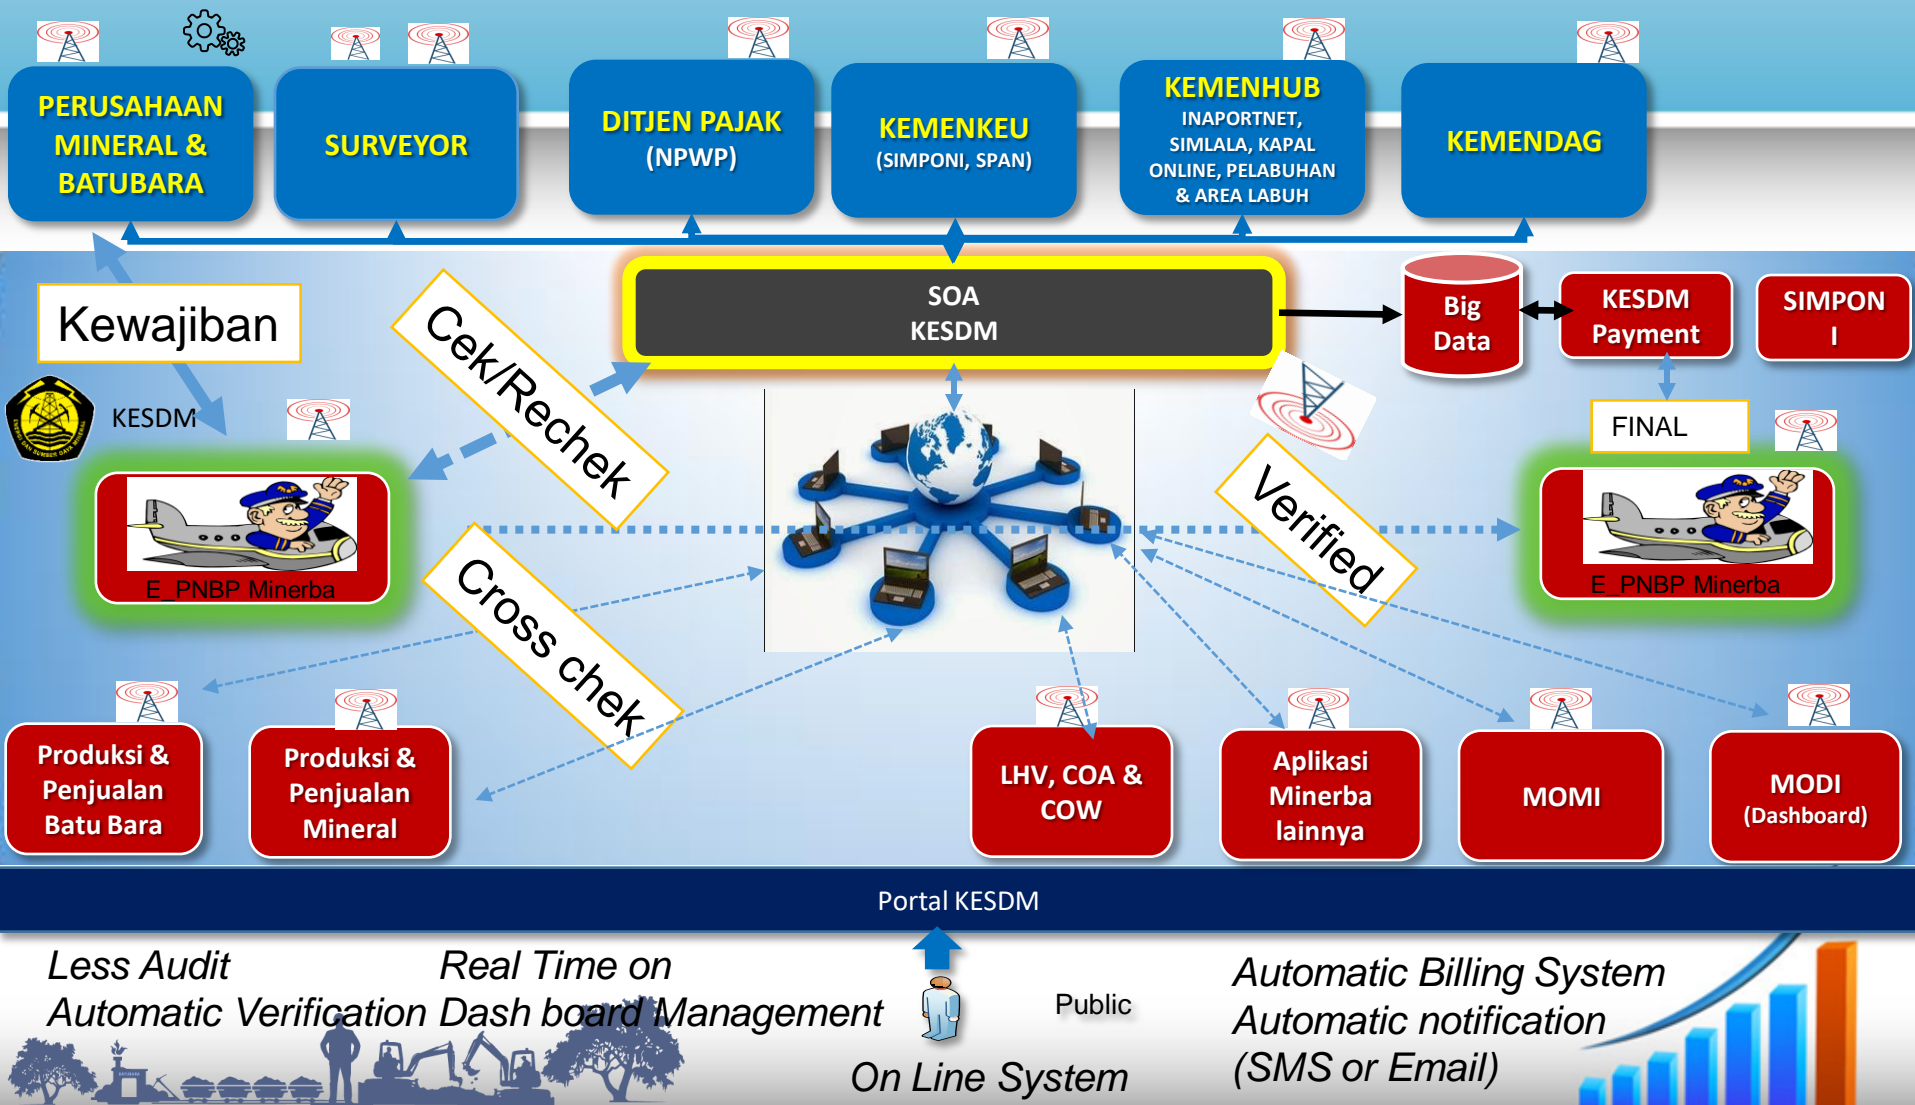 PERUSAHAAN
MINERAL &
BATUBARA
SURVEYOR
DITJEN PAJAK
(NPWP)
KEMENKEU
(SIMPONI, SPAN)
KEMENHUB
INAPORTNET,
SIMLALA, KAPAL
ONLINE, PELABUHAN
& AREA LABUH
KEMENDAG
Kewajiban
Cek/Rechek
SOA
KESDM
Big
Data
KESDM
Payment
SIMPON
I
KESDM
FINAL
E_PNBP Minerba
Cross chek
Verified
E_PNBP Minerba
Produksi &
Penjualan
Batu Bara
Produksi &
Penjualan
Mineral
LHV, COA &
COW
Aplikasi
Minerba
lainnya
MOMI
MODI
(Dashboard)
Portal KESDM
Less Audit
Automatic Verification
Real Time on
Dash board Management
Public
On Line System
Automatic Billing System
Automatic notification
(SMS or Email)